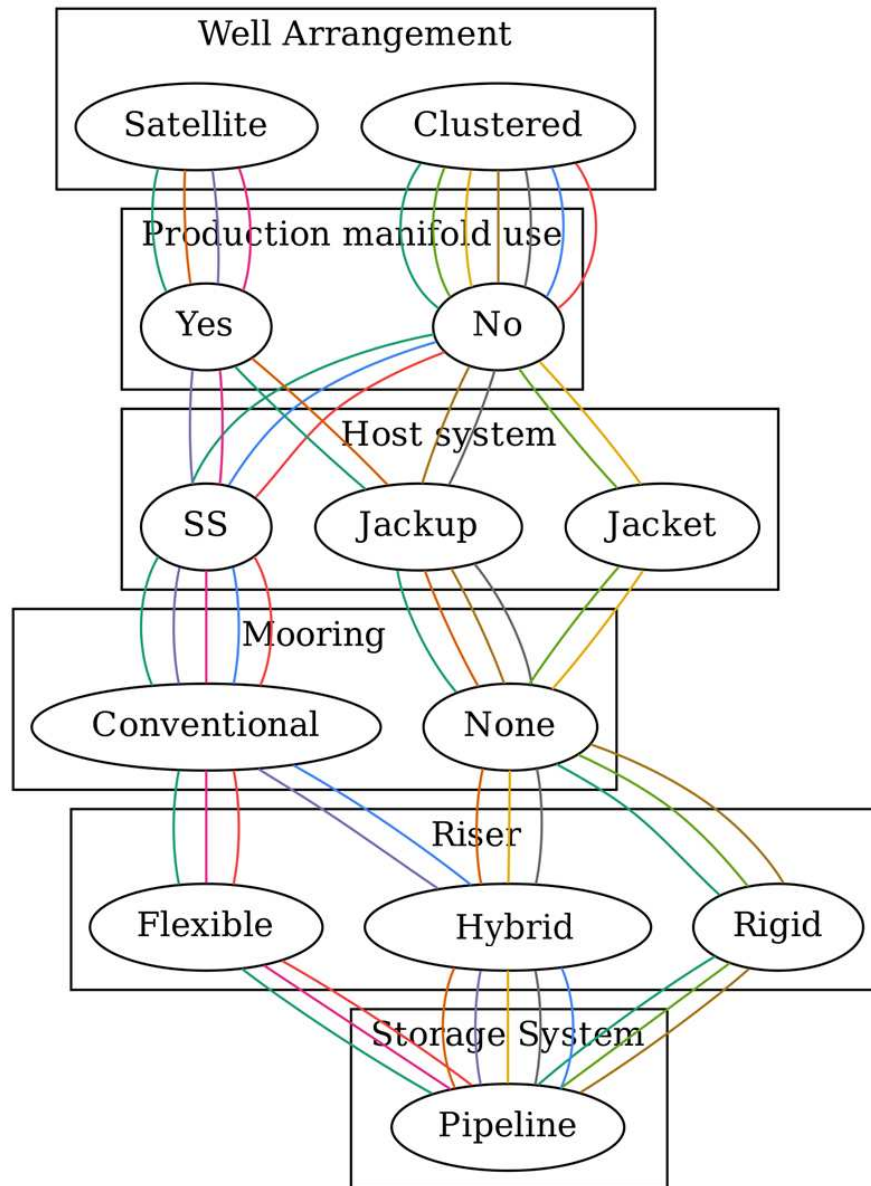 Well Arrangement
Satellite
Clustered
Production manifold use
Yes
No
Host system
SS
Jackup
Jacket
Mooring
Conventional
None
Riser
Flexible
Hybrid
Rigid
Storage System
Pipeline